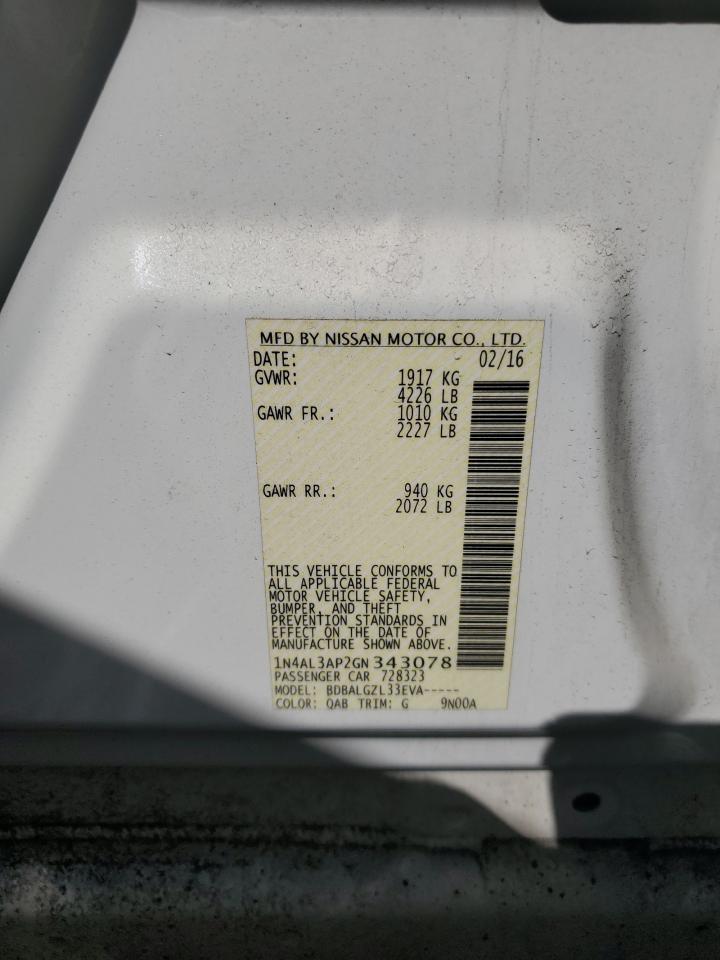 MFD BY NISSAN MOTOR CO., LTD.
DATE: 02/16
GVWR: 1917 KG
4226 LB
GAWR FR.: 1010 KG
2227 LB
GAWR RR.: 940 KG
2072 LB
THIS VEHICLE CONFORMS TO
ALL APPLICABLE FEDERAL
MOTOR VEHICLE SAFETY,
BUMPER, AND THEFT
PREVENTION STANDARDS IN
EFFECT ON THE DATE OF
MANUFACTURE SHOWN ABOVE.
1N4AL3AP2GN343078
PASSENGER CAR 728323
MODEL: BDBALGZL33EVA-----
COLOR: QAB TRIM: G 9N00A